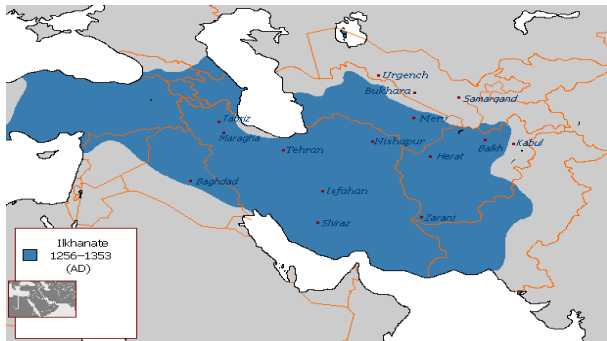 Urgench
Bukhara
Samarqand
Tabriz
Merv
Maragha
Nishapur
Balkh
Kabul
Tehran
Herat
Baghdad
Isfahan
Zaranj
Shiraz
Ilkhanate
1256–1353
(AD)